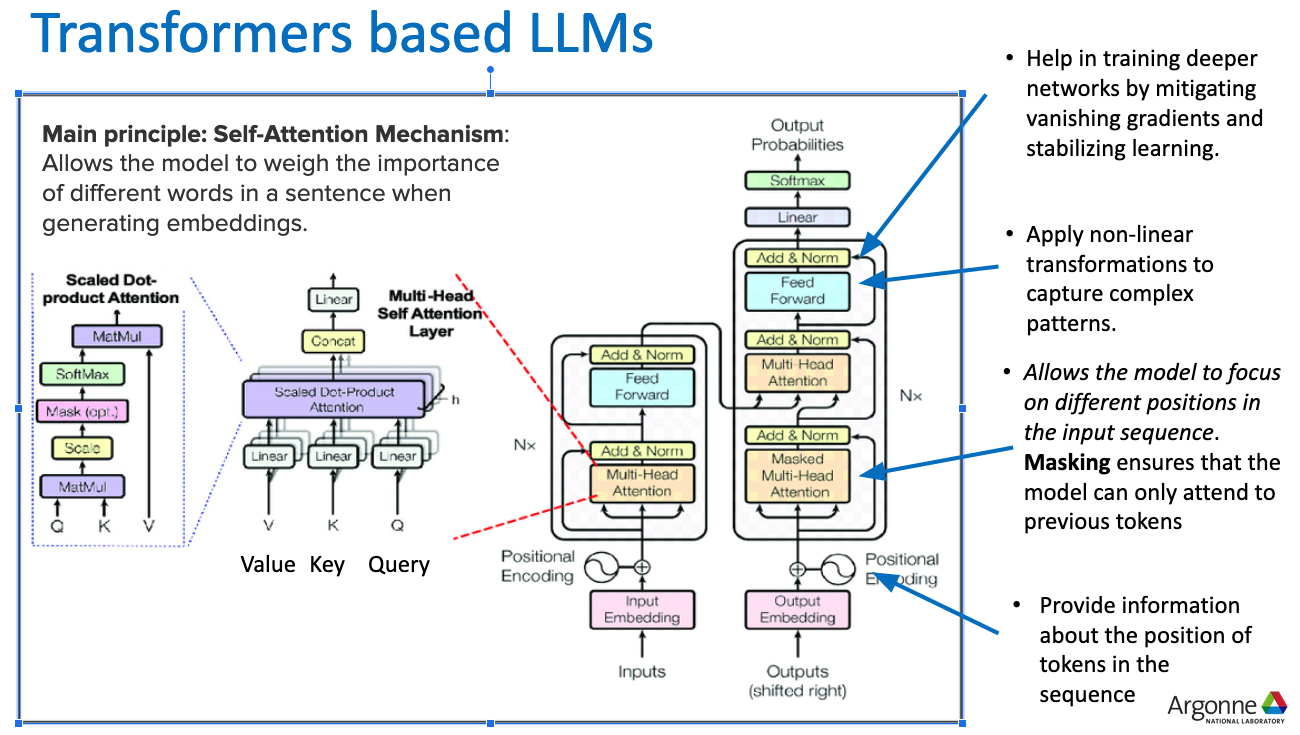 Transformers based LLMs
Main principle: Self-Attention Mechanism:
Allows the model to weigh the importance
of different words in a sentence when
generating embeddings.
Scaled Dot-
product Attention
MatMul
SoftMax
Mask (opt.)
Scale
MatMul
Q
K
V
Multi-Head
Self Attention
Layer
Linear
Concat
Scaled Dot-Product
Attention
h
Linear
Linear
Linear
V
K
Q
Value
Key
Query
Add & Norm
Feed
Forward
Nx
Add & Norm
Multi-Head
Attention
Positional
Encoding
Input
Embedding
Inputs
Output
Probabilities
Softmax
Linear
Add & Norm
Feed
Forward
Add & Norm
Multi-Head
Attention
Nx
Add & Norm
Masked
Multi-Head
Attention
Positional
Encoding
Output
Embedding
Outputs
(shifted right)
• Help in training deeper
networks by mitigating
vanishing gradients and
stabilizing learning.
• Apply non-linear
transformations to
capture complex
patterns.
• Allows the model to focus
on different positions in
the input sequence.
Masking ensures that the
model can only attend to
previous tokens
• Provide information
about the position of
tokens in the
sequence
Argonne
NATIONAL LABORATORY